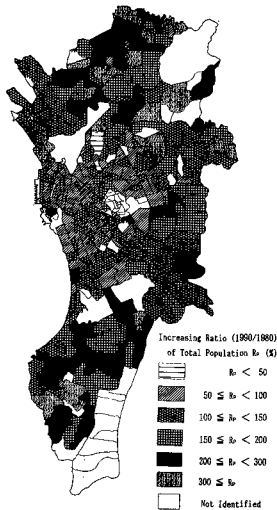 Increasing Ratio (1990/1980)
of Total Population Rₚ (%)
Rₚ < 50
50 ≤ Rₚ < 100
100 ≤ Rₚ < 150
150 ≤ Rₚ < 200
200 ≤ Rₚ < 300
300 ≤ Rₚ
Not Identified